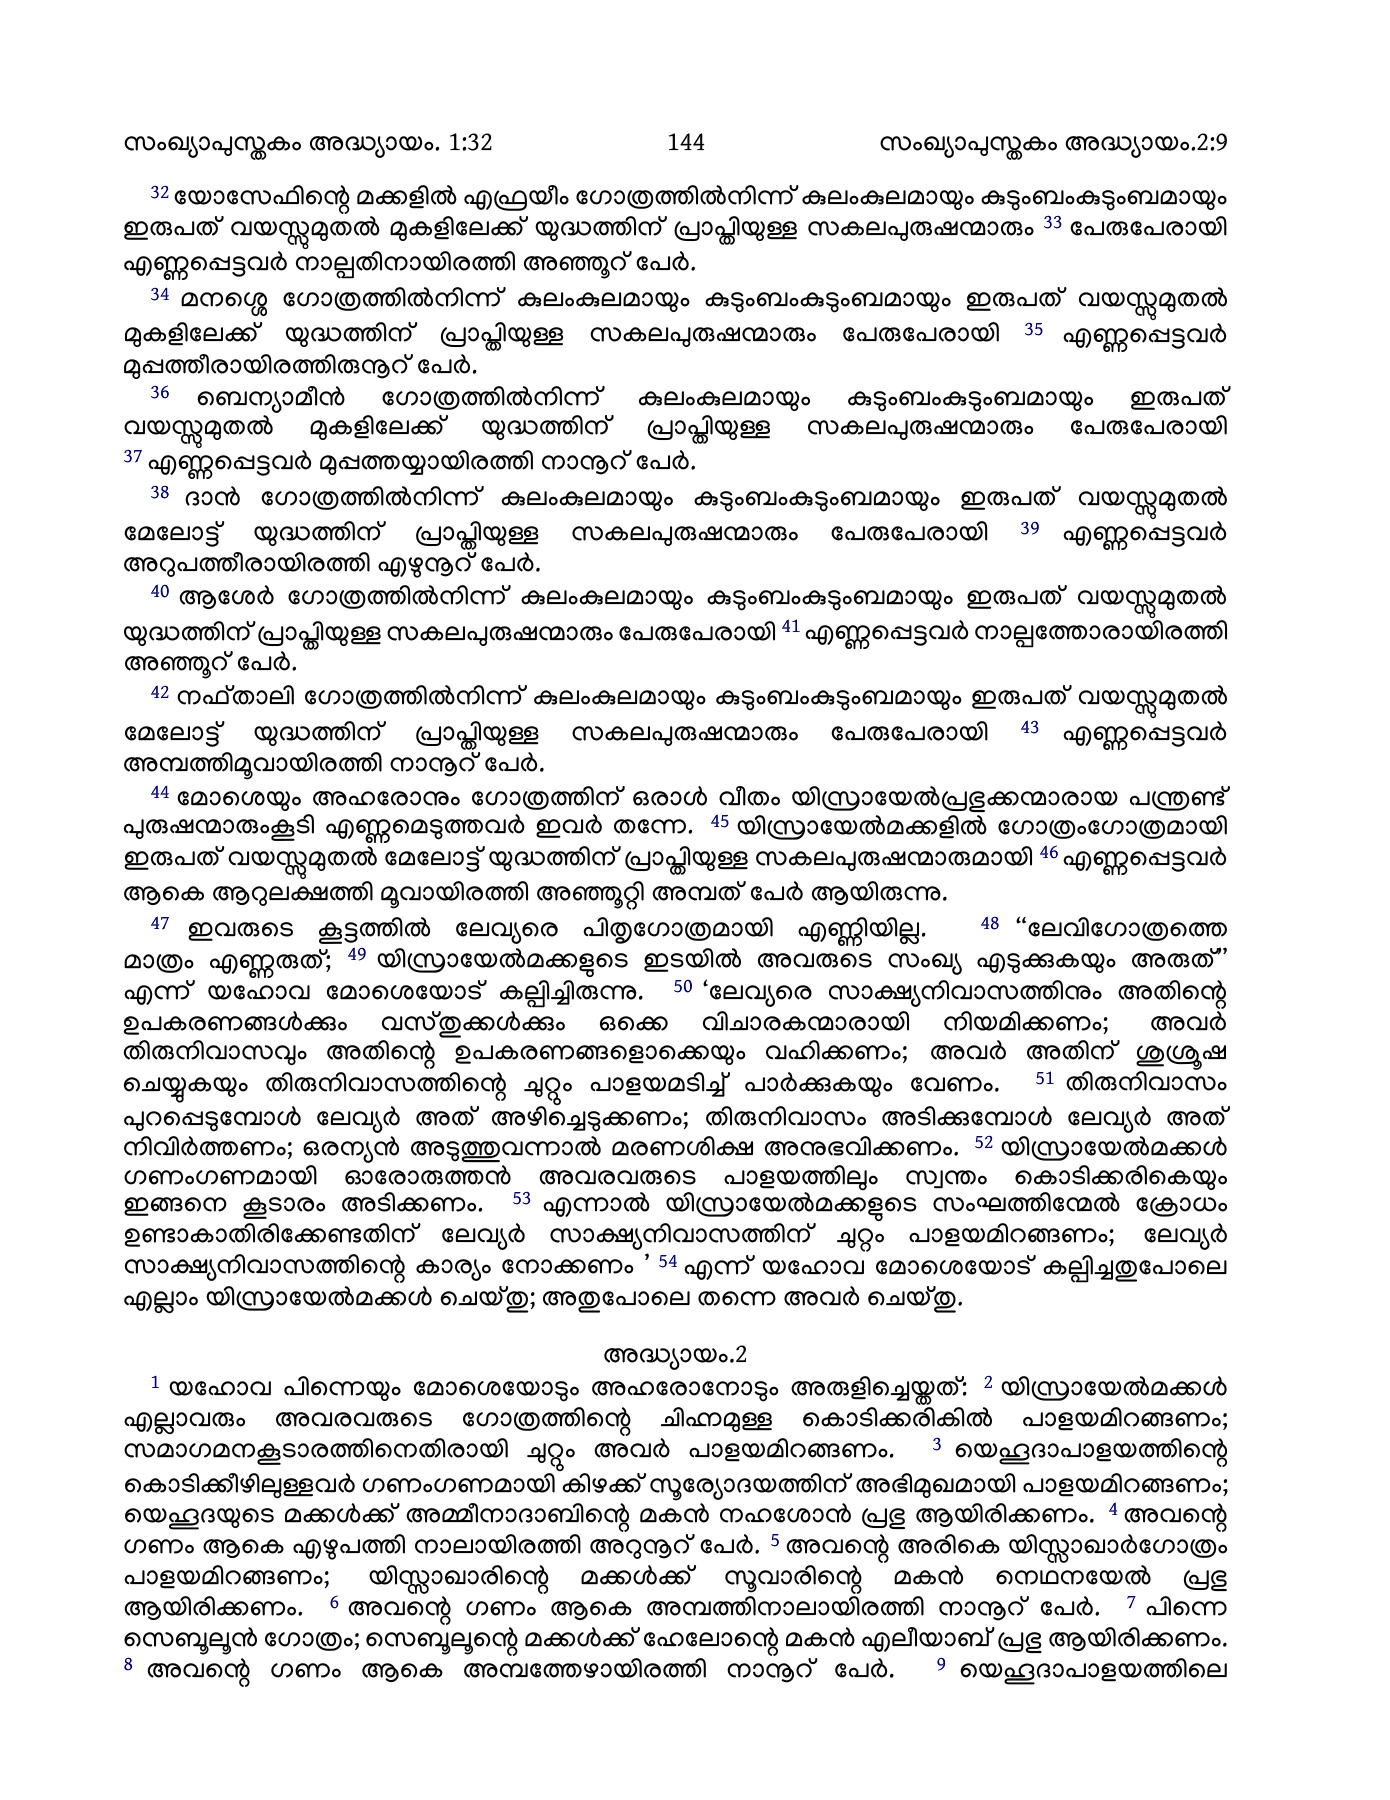 സംഖ്യാപുസ്തകം അദ്ധ്യായം. 1:32 144 സംഖ്യാപുസ്തകം അദ്ധ്യായം.2:9
32 യോസേഫിന്റെ മക്കളിൽ എഫ്രയീം ഗോത്രത്തിൽനിന്ന് കുലംകുലമായും കുടുംബംകുടുംബമായും
ഇരുപത് വയസ്സുമുതൽ മുകളിലേക്ക് യുദ്ധത്തിന് പ്രാപ്തിയുള്ള സകലപുരുഷന്മാരും 33 പേരുപേരായി
എണ്ണപ്പെട്ടവർ നാല്പതിനായിരത്തി അഞ്ഞൂറ് പേർ.
34 മനശ്ശെ ഗോത്രത്തിൽനിന്ന് കുലംകുലമായും കുടുംബംകുടുംബമായും ഇരുപത് വയസ്സുമുതൽ
മുകളിലേക്ക് യുദ്ധത്തിന് പ്രാപ്തിയുള്ള സകലപുരുഷന്മാരും പേരുപേരായി 35 എണ്ണപ്പെട്ടവർ
മുപ്പത്തീരായിരത്തിരുനൂറ് പേർ.
36 ബെന്യാമീൻ ഗോത്രത്തിൽനിന്ന് കുലംകുലമായും കുടുംബംകുടുംബമായും ഇരുപത്
വയസ്സുമുതൽ മുകളിലേക്ക് യുദ്ധത്തിന് പ്രാപ്തിയുള്ള സകലപുരുഷന്മാരും പേരുപേരായി
37 എണ്ണപ്പെട്ടവർ മുപ്പത്തയ്യായിരത്തി നാനൂറ് പേർ.
38 ദാൻ ഗോത്രത്തിൽനിന്ന് കുലംകുലമായും കുടുംബംകുടുംബമായും ഇരുപത് വയസ്സുമുതൽ
മേലോട്ട് യുദ്ധത്തിന് പ്രാപ്തിയുള്ള സകലപുരുഷന്മാരും പേരുപേരായി 39 എണ്ണപ്പെട്ടവർ
അറുപത്തീരായിരത്തി എഴുനൂറ് പേർ.
40 ആശേർ ഗോത്രത്തിൽനിന്ന് കുലംകുലമായും കുടുംബംകുടുംബമായും ഇരുപത് വയസ്സുമുതൽ
യുദ്ധത്തിന് പ്രാപ്തിയുള്ള സകലപുരുഷന്മാരും പേരുപേരായി 41 എണ്ണപ്പെട്ടവർ നാല്പത്തോരായിരത്തി
അഞ്ഞൂറ് പേർ.
42 നഫ്താലി ഗോത്രത്തിൽനിന്ന് കുലംകുലമായും കുടുംബംകുടുംബമായും ഇരുപത് വയസ്സുമുതൽ
മേലോട്ട് യുദ്ധത്തിന് പ്രാപ്തിയുള്ള സകലപുരുഷന്മാരും പേരുപേരായി 43 എണ്ണപ്പെട്ടവർ
അമ്പത്തിമൂവായിരത്തി നാനൂറ് പേർ.
44 മോശെയും അഹരോനും ഗോത്രത്തിന് ഒരാൾ വീതം യിസ്രായേൽപ്രഭുക്കന്മാരായ പന്ത്രണ്ട്
പുരുഷന്മാരുംകൂടി എണ്ണമെടുത്തവർ ഇവർ തന്നേ. 45 യിസ്രായേൽമക്കളിൽ ഗോത്രംഗോത്രമായി
ഇരുപത് വയസ്സുമുതൽ മേലോട്ട് യുദ്ധത്തിന് പ്രാപ്തിയുള്ള സകലപുരുഷന്മാരുമായി 46 എണ്ണപ്പെട്ടവർ
ആകെ ആറുലക്ഷത്തി മൂവായിരത്തി അഞ്ഞൂറ്റി അമ്പത് പേർ ആയിരുന്നു.
47 ഇവരുടെ കൂട്ടത്തിൽ ലേവ്യരെ പിതൃഗോത്രമായി എണ്ണിയില്ല. 48 “ലേവിഗോത്രത്തെ
മാത്രം എണ്ണരുത്; 49 യിസ്രായേൽമക്കളുടെ ഇടയിൽ അവരുടെ സംഖ്യ എടുക്കുകയും അരുത്”
എന്ന് യഹോവ മോശെയോട് കല്പിച്ചിരുന്നു. 50 ‘ലേവ്യരെ സാക്ഷ്യനിവാസത്തിനും അതിന്റെ
ഉപകരണങ്ങൾക്കും വസ്തുക്കൾക്കും ഒക്കെ വിചാരകന്മാരായി നിയമിക്കണം; അവർ
തിരുനിവാസവും അതിന്റെ ഉപകരണങ്ങളൊക്കെയും വഹിക്കണം; അവർ അതിന് ശുശ്രൂഷ
ചെയ്യുകയും തിരുനിവാസത്തിന്റെ ചുറ്റും പാളയമടിച്ച് പാർക്കുകയും വേണം. 51 തിരുനിവാസം
പുറപ്പെടുമ്പോൾ ലേവ്യർ അത് അഴിച്ചെടുക്കണം; തിരുനിവാസം അടിക്കുമ്പോൾ ലേവ്യർ അത്
നിവിർത്തണം; ഒരന്യൻ അടുത്തുവന്നാൽ മരണശിക്ഷ അനുഭവിക്കണം. 52 യിസ്രായേൽമക്കൾ
ഗണംഗണമായി ഓരോരുത്തൻ അവരവരുടെ പാളയത്തിലും സ്വന്തം കൊടിക്കരികെയും
ഇങ്ങനെ കൂടാരം അടിക്കണം. 53 എന്നാൽ യിസ്രായേൽമക്കളുടെ സംഘത്തിന്മേൽ ക്രോധം
ഉണ്ടാകാതിരിക്കേണ്ടതിന് ലേവ്യർ സാക്ഷ്യനിവാസത്തിന് ചുറ്റം പാളയമിറങ്ങണം; ലേവ്യർ
സാക്ഷ്യനിവാസത്തിന്റെ കാര്യം നോക്കണം ’ 54 എന്ന് യഹോവ മോശെയോട് കല്പിച്ചതുപോലെ
എല്ലാം യിസ്രായേൽമക്കൾ ചെയ്തു; അതുപോലെ തന്നെ അവർ ചെയ്തു.
അദ്ധ്യായം.2
1 യഹോവ പിന്നെയും മോശെയോടും അഹരോനോടും അരുളിച്ചെയ്തത്: 2 യിസ്രായേൽമക്കൾ
എല്ലാവരും അവരവരുടെ ഗോത്രത്തിന്റെ ചിഹ്നമുള്ള കൊടിക്കരികിൽ പാളയമിറങ്ങണം;
സമാഗമനകൂടാരത്തിനെതിരായി ചുറ്റും അവർ പാളയമിറങ്ങണം. 3 യെഹൂദാപാളയത്തിന്റെ
കൊടിക്കീഴിലുള്ളവർ ഗണംഗണമായി കിഴക്ക് സൂര്യോദയത്തിന് അഭിമുഖമായി പാളയമിറങ്ങണം;
യെഹൂദയുടെ മക്കൾക്ക് അമ്മീനാദാബിന്റെ മകൻ നഹശോൻ പ്രഭു ആയിരിക്കണം. 4 അവന്റെ
ഗണം ആകെ എഴുപത്തി നാലായിരത്തി അറുനൂറ് പേർ. 5 അവന്റെ അരികെ യിസ്സാഖാർഗോത്രം
പാളയമിറങ്ങണം; യിസ്സാഖാരിന്റെ മക്കൾക്ക് സൂവാരിന്റെ മകൻ നെഥനയേൽ പ്രഭു
ആയിരിക്കണം. 6 അവന്റെ ഗണം ആകെ അമ്പത്തിനാലായിരത്തി നാനൂറ് പേർ. 7 പിന്നെ
സെബൂലൂൻ ഗോത്രം; സെബൂലൂന്റെ മക്കൾക്ക് ഹേലോന്റെ മകൻ എലീയാബ് പ്രഭു ആയിരിക്കണം.
8 അവന്റെ ഗണം ആകെ അമ്പത്തേഴായിരത്തി നാനൂറ് പേർ. 9 യെഹൂദാപാളയത്തിലെ